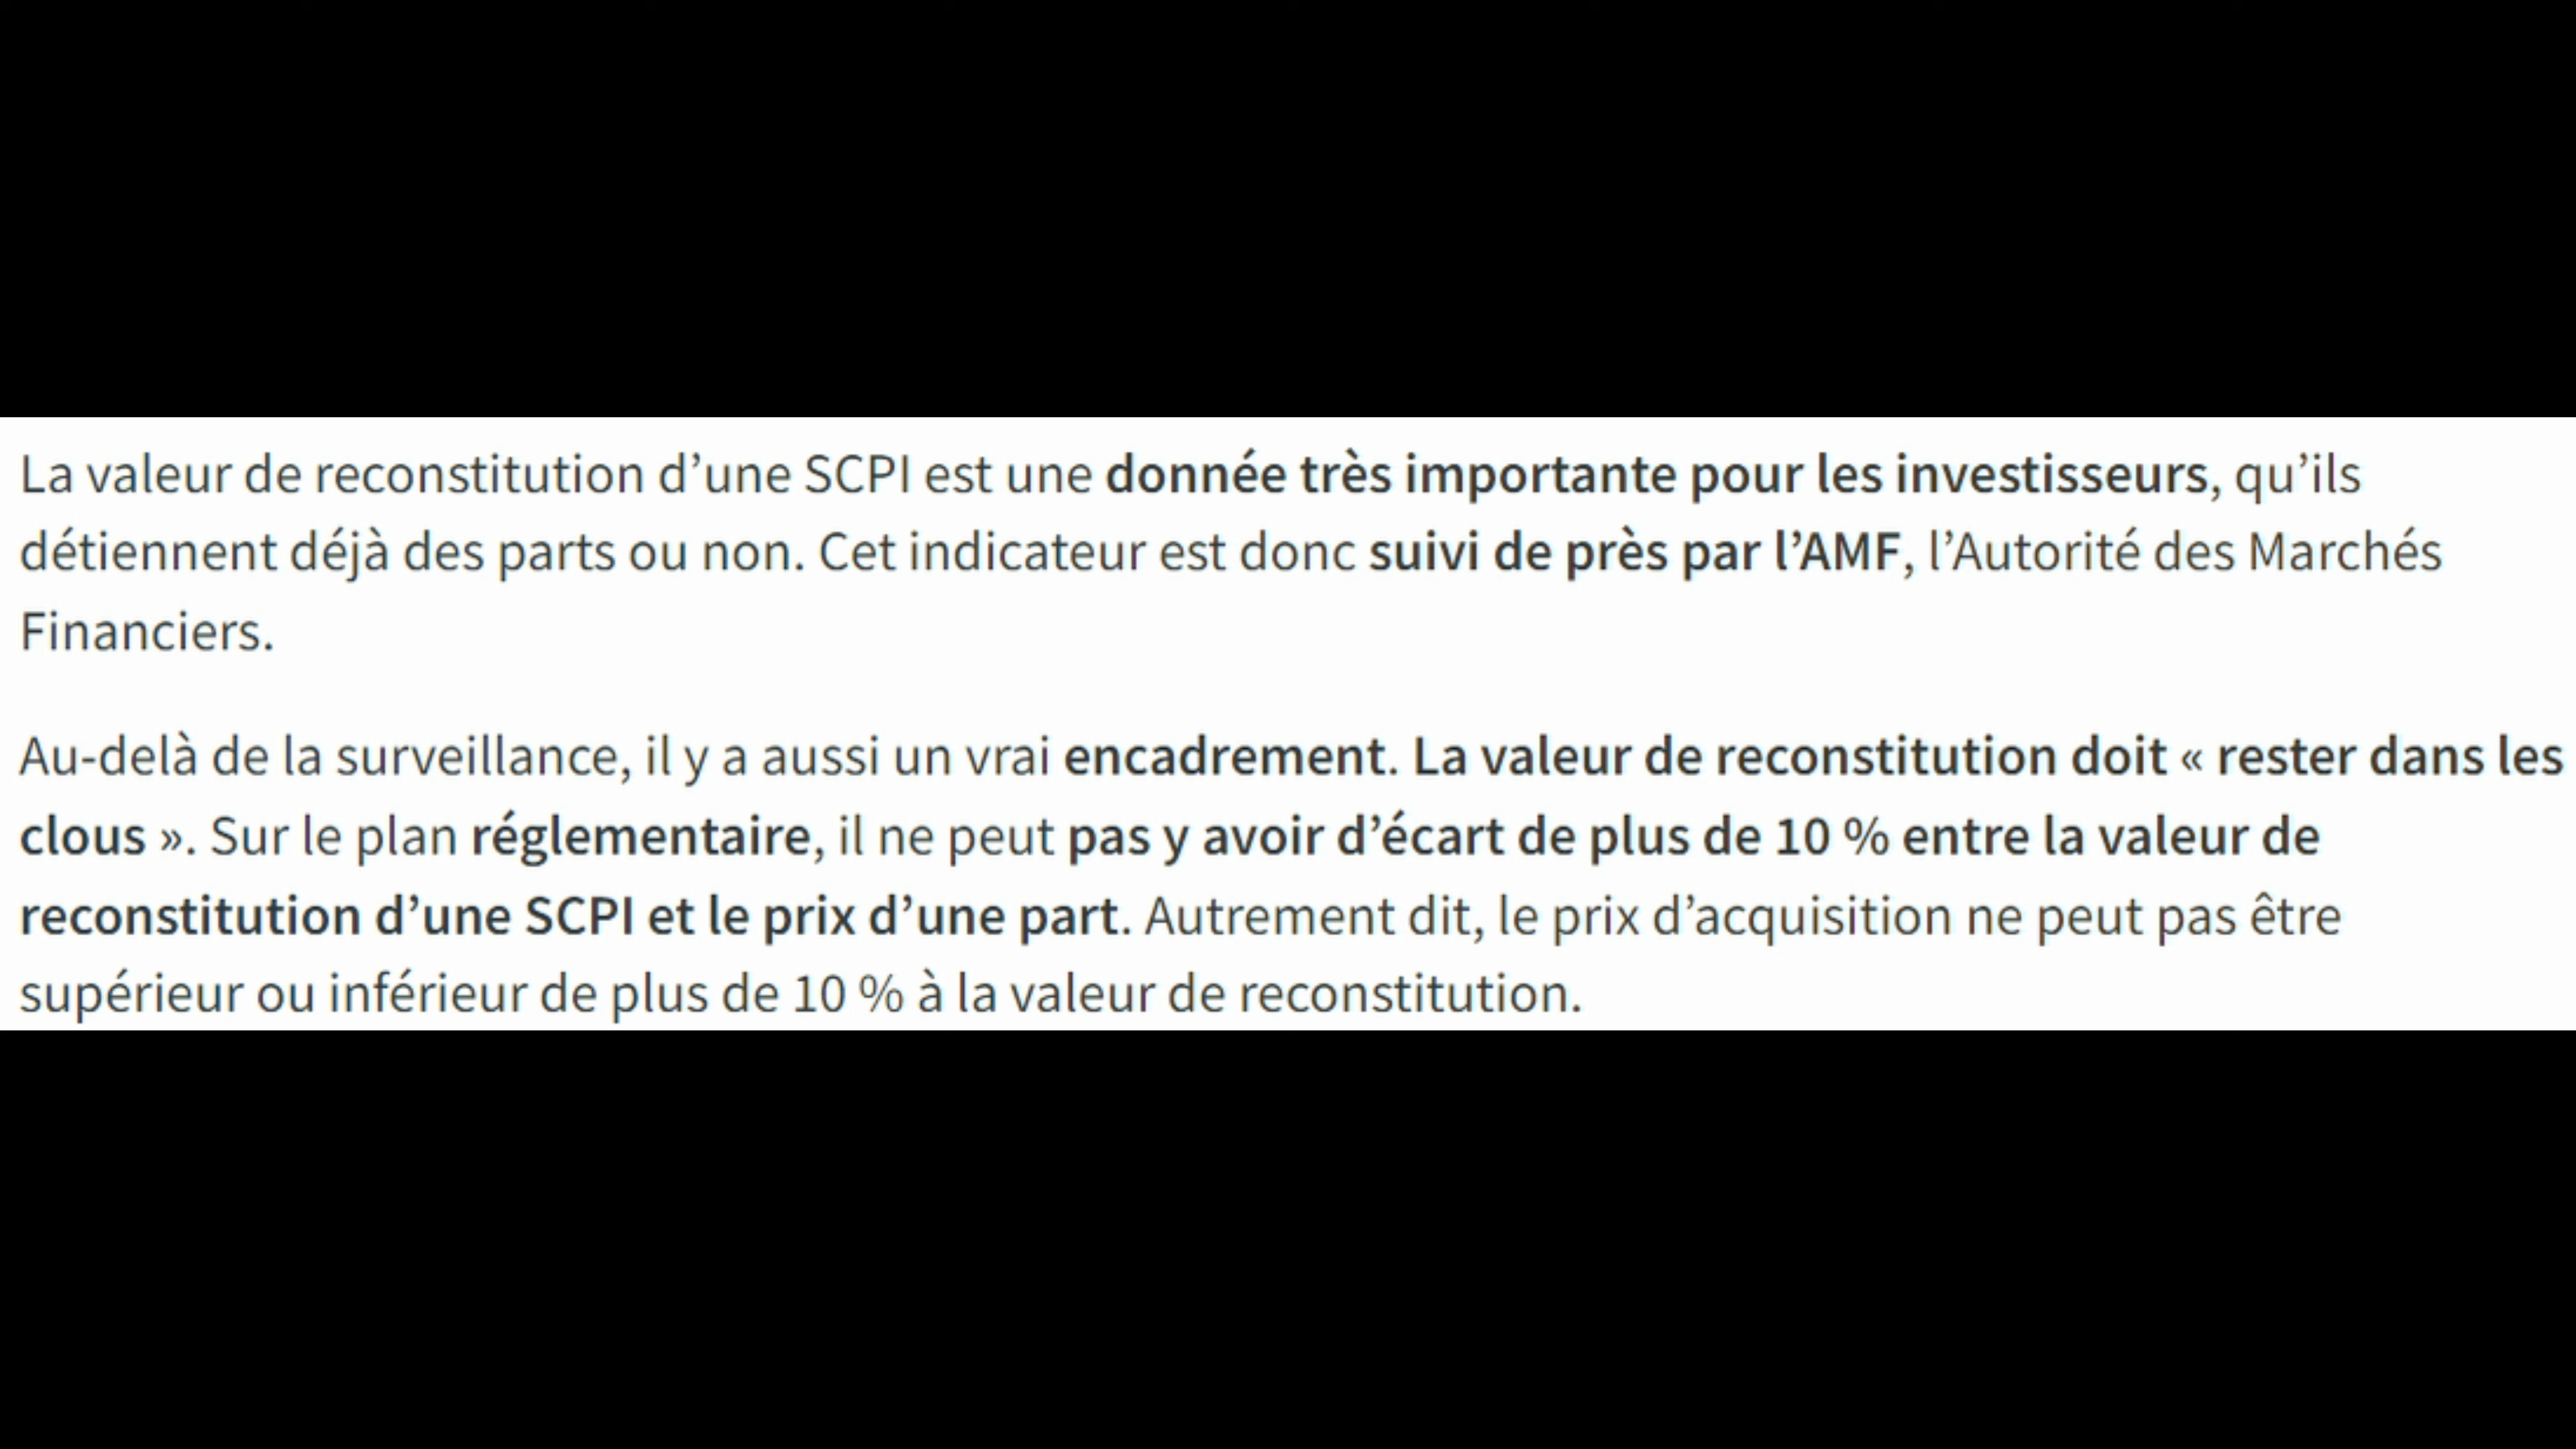 La valeur de reconstitution d’une SCPI est une donnée très importante pour les investisseurs, qu’ils
détiennent déjà des parts ou non. Cet indicateur est donc suivi de près par l’AMF, l’Autorité des Marchés
Financiers.
Au-delà de la surveillance, il y a aussi un vrai encadrement. La valeur de reconstitution doit « rester dans les
clous ». Sur le plan réglementaire, il ne peut pas y avoir d’écart de plus de 10 % entre la valeur de
reconstitution d’une SCPI et le prix d’une part. Autrement dit, le prix d’acquisition ne peut pas être
supérieur ou inférieur de plus de 10 % à la valeur de reconstitution.